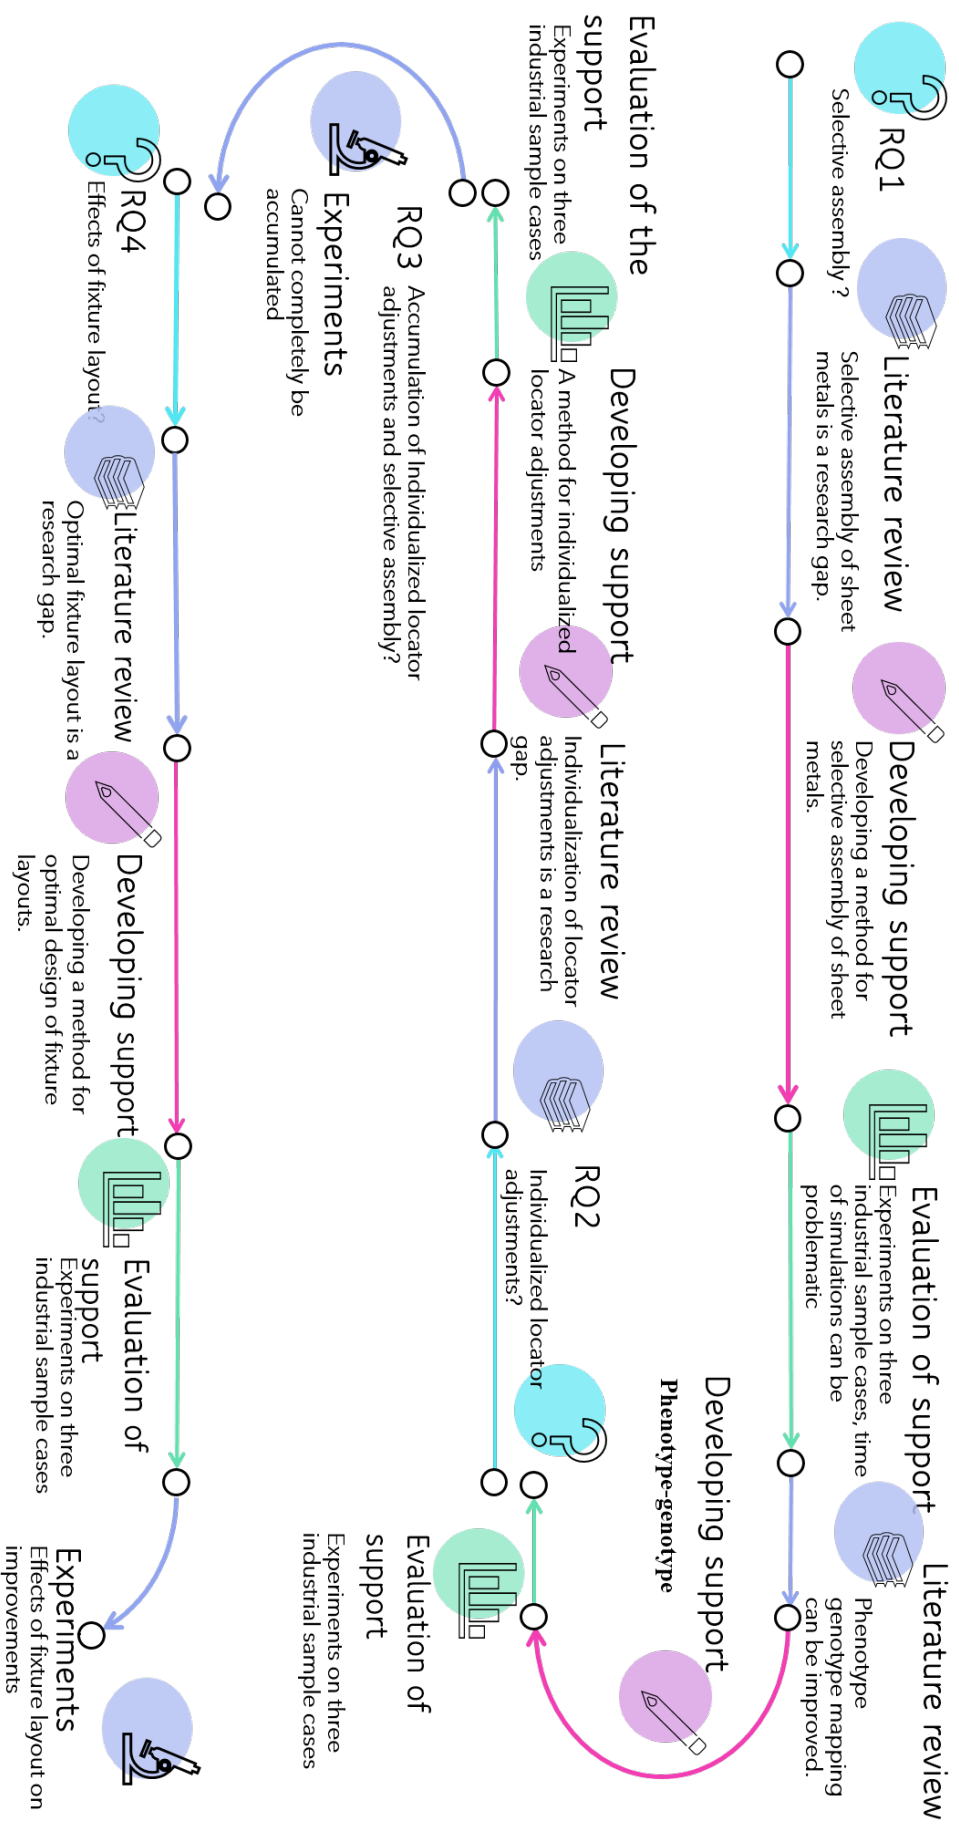 RQ1
Selective assembly ?
Literature review
Selective assembly of sheet
metals is a research gap.
Developing support
Developing a method for
selective assembly of sheet
metals.
Evaluation of support
Experiments on three
industrial sample cases, time
of simulations can be
problematic
Literature review
Phenotype
genotype mapping
can be improved.
Developing support
Phenotype-genotype
Evaluation of
support
Experiments on three
industrial sample cases
RQ2
Individualized locator
adjustments?
Literature review
Individualization of locator
adjustments is a research
gap.
Developing support
A method for individualized
locator adjustments
Evaluation of the
support
Experiments on three
industrial sample cases
RQ3
Accumulation of Individualized locator
adjustments and selective assembly?
Experiments
Cannot completely be
accumulated
RQ4
Effects of fixture layout?
Literature review
Optimal fixture layout is a
research gap.
Developing support
Developing a method for
optimal design of fixture
layouts.
Evaluation of
support
Experiments on three
industrial sample cases
Experiments
Effects of fixture layout on
improvements